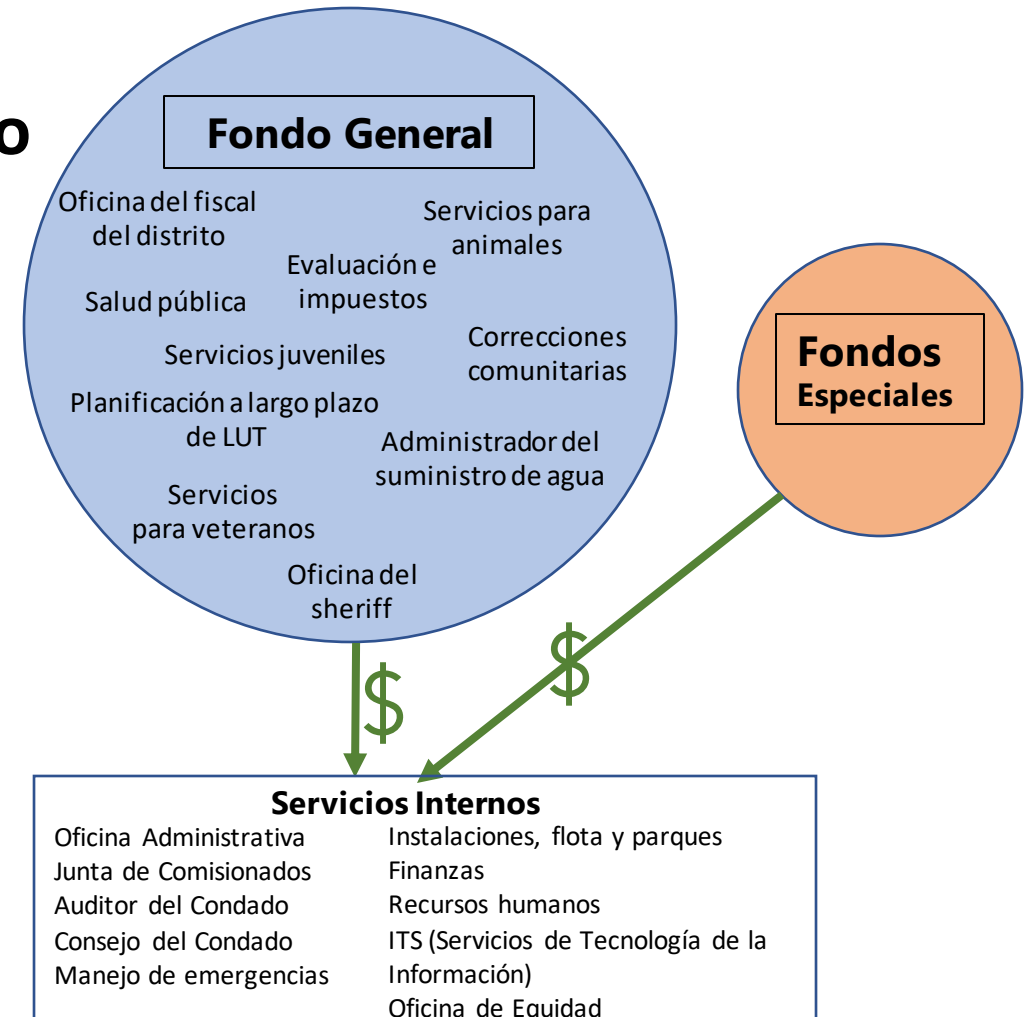 o
Fondo General
Oficina del fiscal
del distrito
Servicios para
animales
Evaluación e
impuestos
Salud pública
Correcciones
comunitarias
Servicios juveniles
Planificación a largo plazo
de LUT
Administrador del
suministro de agua
Servicios
para veteranos
Oficina del
sheriff
Fondos
Especiales
$
$
Servicios Internos
Oficina Administrativa
Junta de Comisionados
Auditor del Condado
Consejo del Condado
Manejo de emergencias
Instalaciones, flota y parques
Finanzas
Recursos humanos
ITS (Servicios de Tecnología de la
Información)
Oficina de Equidad